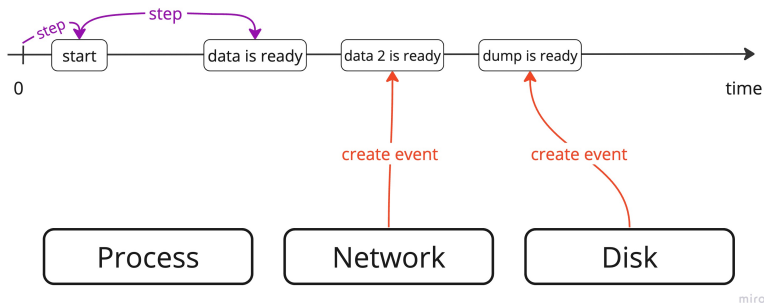 step
step
start
data is ready
data 2 is ready
dump is ready
0
time
create event
create event
Process
Network
Disk
miro